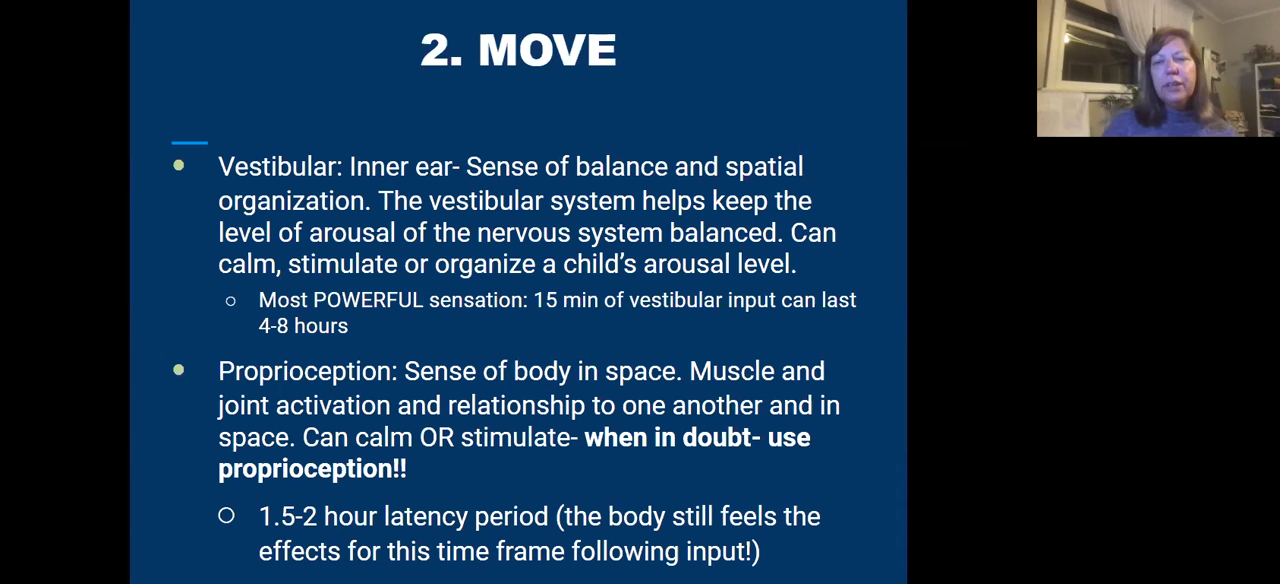 2. MOVE
Vestibular: Inner ear- Sense of balance and spatial
organization. The vestibular system helps keep the
level of arousal of the nervous system balanced. Can
calm, stimulate or organize a child’s arousal level.
Most POWERFUL sensation: 15 min of vestibular input can last
4-8 hours
Proprioception: Sense of body in space. Muscle and
joint activation and relationship to one another and in
space. Can calm OR stimulate- when in doubt- use
proprioception!!
1.5-2 hour latency period (the body still feels the
effects for this time frame following input!)